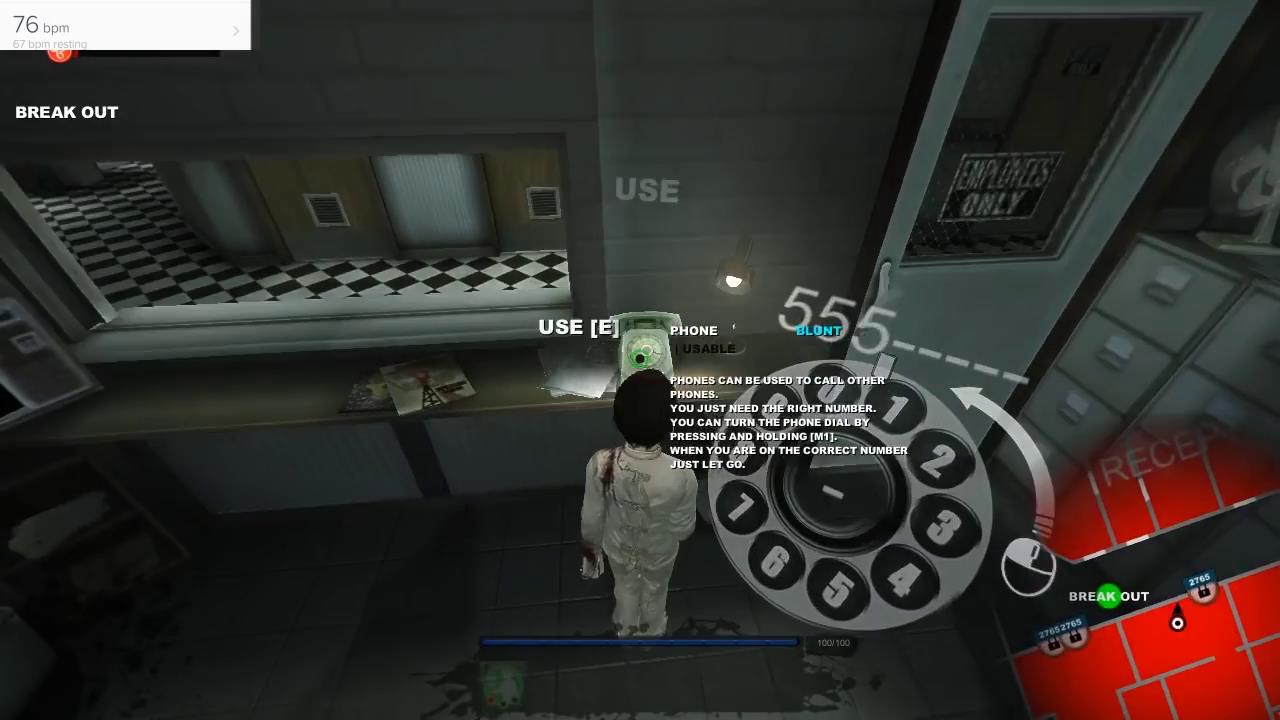 76 bpm
67 bpm resting
BREAK OUT
USE
EMPLOYEES
ONLY
555-------
USE [E]
PHONE
BLUNT
| USABLE
PHONES CAN BE USED TO CALL OTHER
PHONES.
YOU JUST NEED THE RIGHT NUMBER.
YOU CAN TURN THE PHONE DIAL BY
PRESSING AND HOLDING [M1].
WHEN YOU ARE ON THE CORRECT NUMBER
JUST LET GO.
0
1
2
3
4
5
6
7
-
RECEP
BREAK OUT
2765
2765
2765
100/100